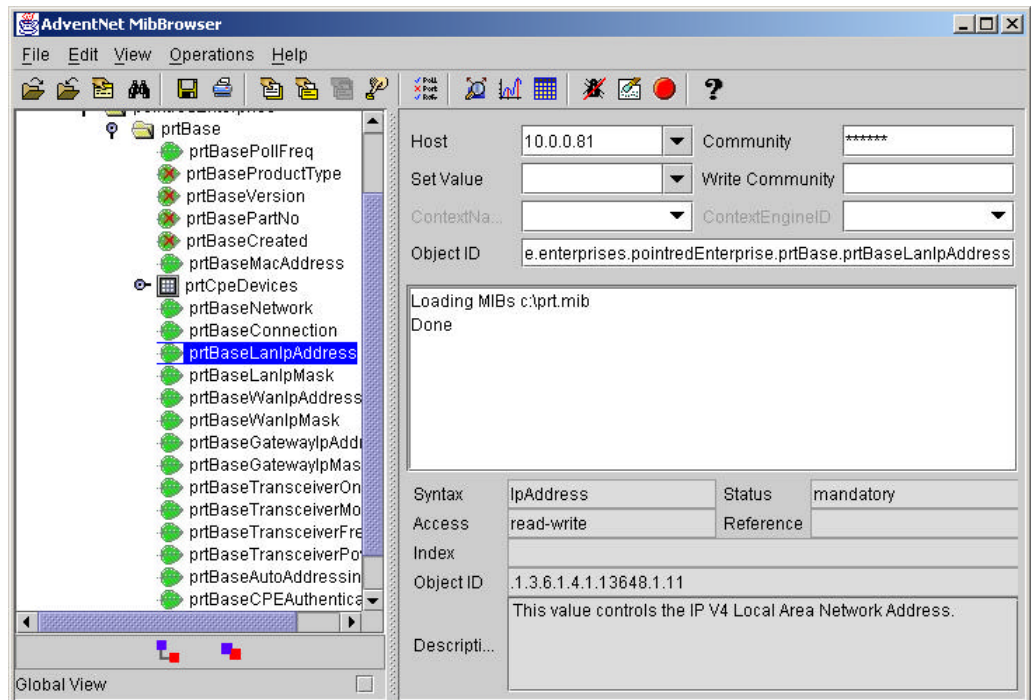 AdventNet MibBrowser
File Edit View Operations Help
Poll.
Port
prtBase
prtBasePollFreq
prtBaseProductType
prtBaseVersion
prtBasePartNo
prtBaseCreated
prtBaseMacAddress
prtCpeDevices
prtBaseNetwork
prtBaseConnection
prtBaseLanIpAddress
prtBaseLanIpMask
prtBaseWanIpAddress
prtBaseWanIpMask
prtBaseGatewayIpAddr
prtBaseGatewayIpMas
prtBaseTransceiverOn
prtBaseTransceiverMo
prtBaseTransceiverFre
prtBaseTransceiverPo
prtBaseAutoAddressin
prtBaseCPEAuthentica
Global View
Host 10.0.0.81 Community ******
Set Value Write Community
ContextNa... ContextEngineID
Object ID e.enterprises.pointredEnterprise.prtBase.prtBaseLanIpAddress
Loading MIBs c:\prt.mib
Done
Syntax IpAddress Status mandatory
Access read-write Reference
Index
Object ID .1.3.6.1.4.1.13648.1.11
Descripti... This value controls the IP V4 Local Area Network Address.